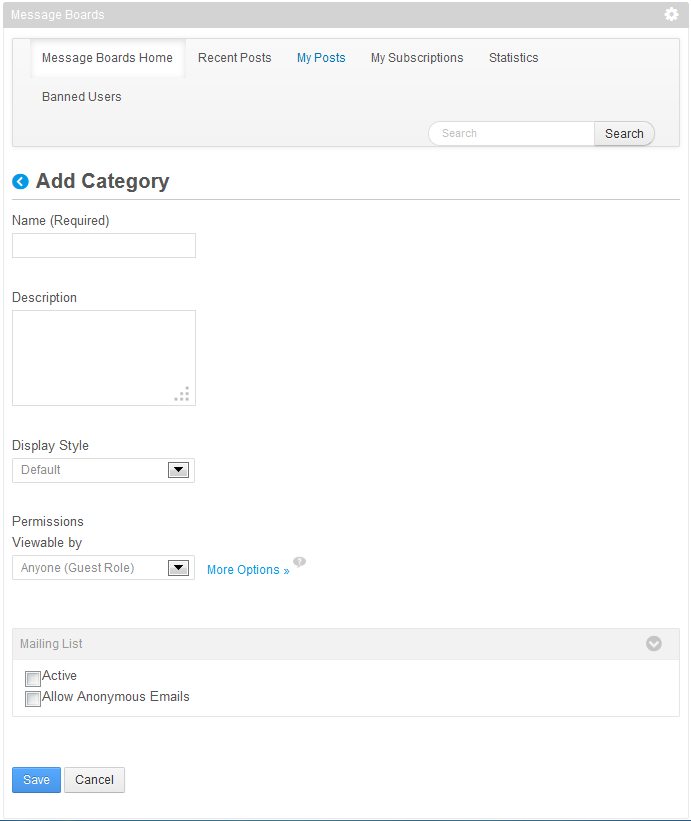 Message Boards
Message Boards Home Recent Posts My Posts My Subscriptions Statistics
Banned Users
Search Search
Add Category
Name (Required)
Description
Display Style
Default
Permissions
Viewable by
Anyone (Guest Role) More Options » ?
Mailing List
Active
Allow Anonymous Emails
Save Cancel